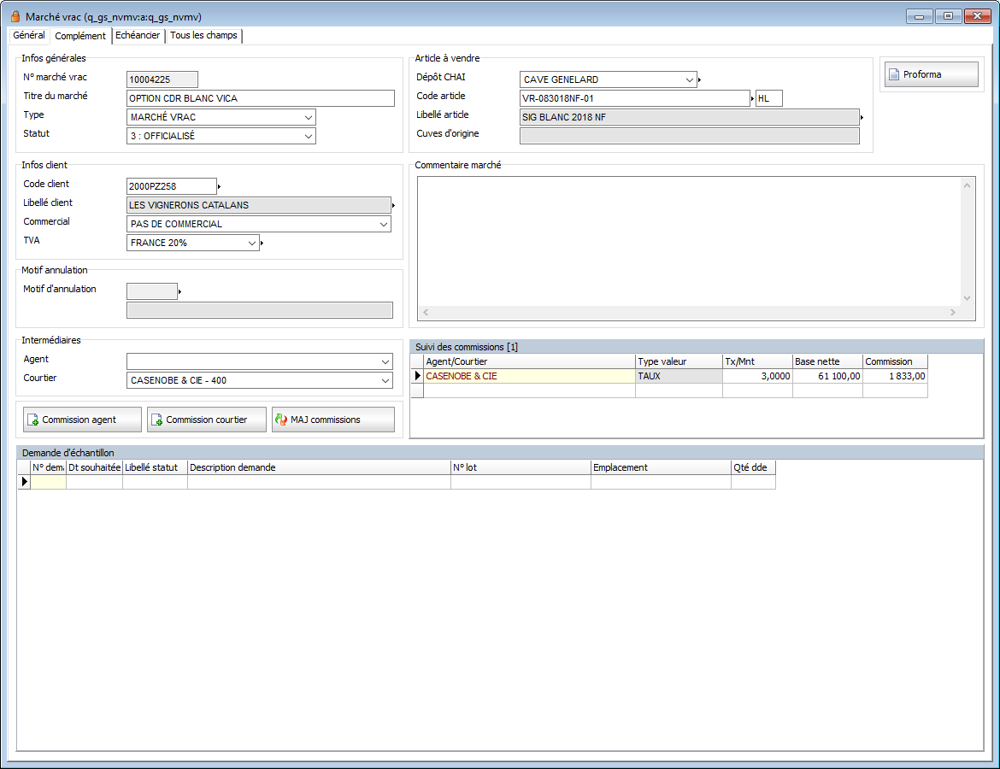 Marché vrac (q_gs_nvmv:a:q_gs_nvmv)
Général Complément Echéancier Tous les champs
Infos générales
N° marché vrac 10004225
Titre du marché OPTION CDR BLANC VICA
Type MARCHÉ VRAC
Statut 3 : OFFICIALISÉ
Article à vendre
Dépôt CHAI CAVE GENELARD
Code article VR-083018NF-01 HL
Libellé article SIG BLANC 2018 NF
Cuves d'origine
Proforma
Infos client
Code client 2000PZ258
Libellé client LES VIGNERONS CATALANS
Commercial PAS DE COMMERCIAL
TVA FRANCE 20%
Commentaire marché
Motif annulation
Motif d'annulation
Intermédiaires
Agent
Courtier CASENOBE & CIE - 400
Commission agent Commission courtier MAJ commissions
Suivi des commissions [1]
Agent/Courtier Type valeur Tx/Mnt Base nette Commission
CASENOBE & CIE TAUX 3,0000 61 100,00 1 833,00
Demande d'échantillon
N° dem Dt souhaitée Libellé statut Description demande N° lot Emplacement Qté dde